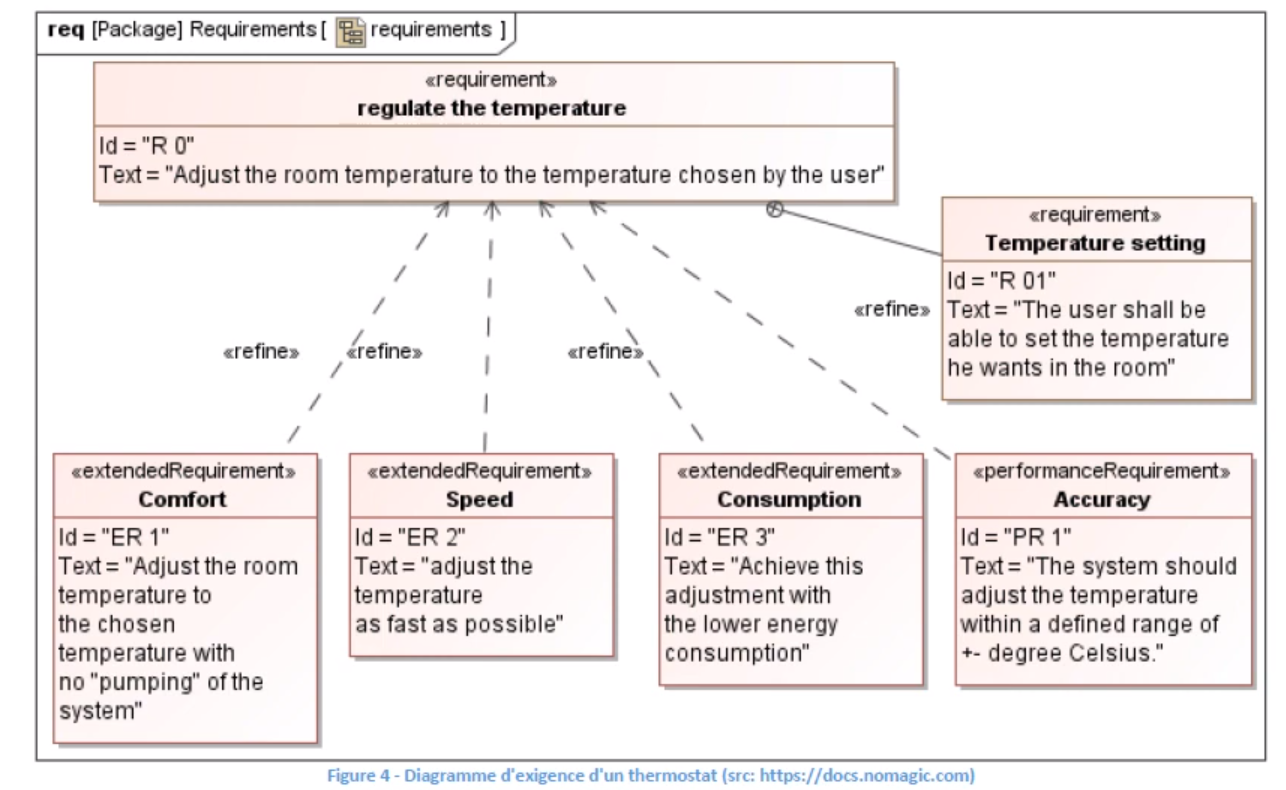 req [Package] Requirements [ requirements ]
«requirement»
regulate the temperature
Id = "R 0"
Text = "Adjust the room temperature to the temperature chosen by the user"
«requirement»
Temperature setting
Id = "R 01"
Text = "The user shall be
able to set the temperature
he wants in the room"
«refine»
«refine»
«refine»
«refine»
«extendedRequirement»
Comfort
Id = "ER 1"
Text = "Adjust the room
temperature to
the chosen
temperature with
no "pumping" of the
system"
«extendedRequirement»
Speed
Id = "ER 2"
Text = "adjust the
temperature
as fast as possible"
«extendedRequirement»
Consumption
Id = "ER 3"
Text = "Achieve this
adjustment with
the lower energy
consumption"
«performanceRequirement»
Accuracy
Id = "PR 1"
Text = "The system should
adjust the temperature
within a defined range of
+- degree Celsius."
Figure 4 - Diagramme d'exigence d'un thermostat (src: https://docs.nomagic.com)